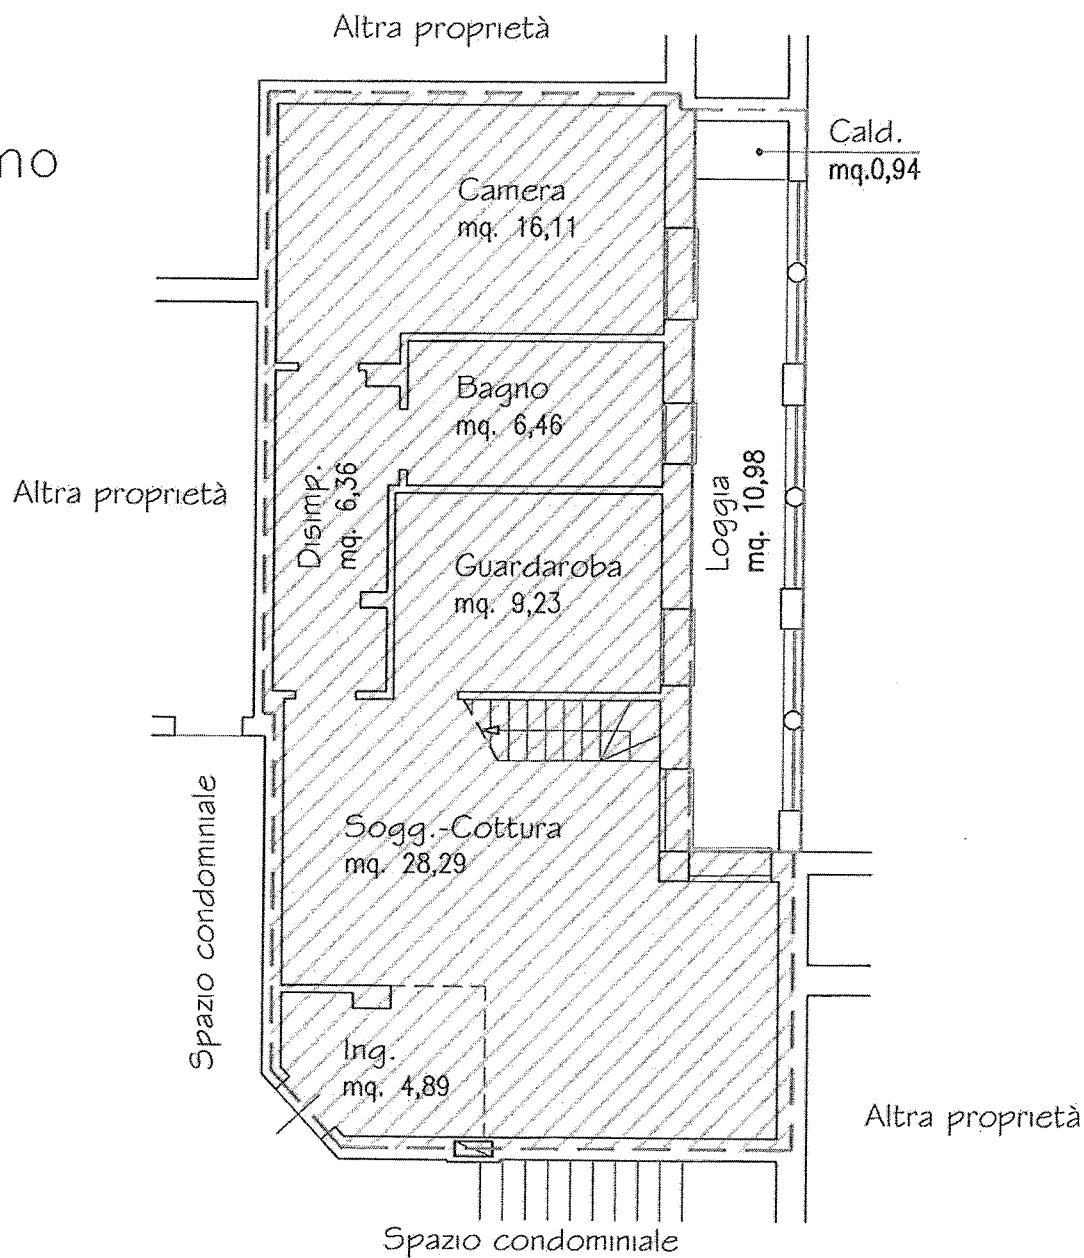 Altra proprietà
Cald.
mq.0,94
Camera
mq. 16,11
Bagno
mq. 6,46
Altra proprietà
Disimp.
mq. 6,36
Loggia
mq. 10,98
Guardaroba
mq. 9,23
Spazio condominiale
Sogg.-Cottura
mq. 28,29
Ing.
mq. 4,89
Altra proprietà
Spazio condominiale